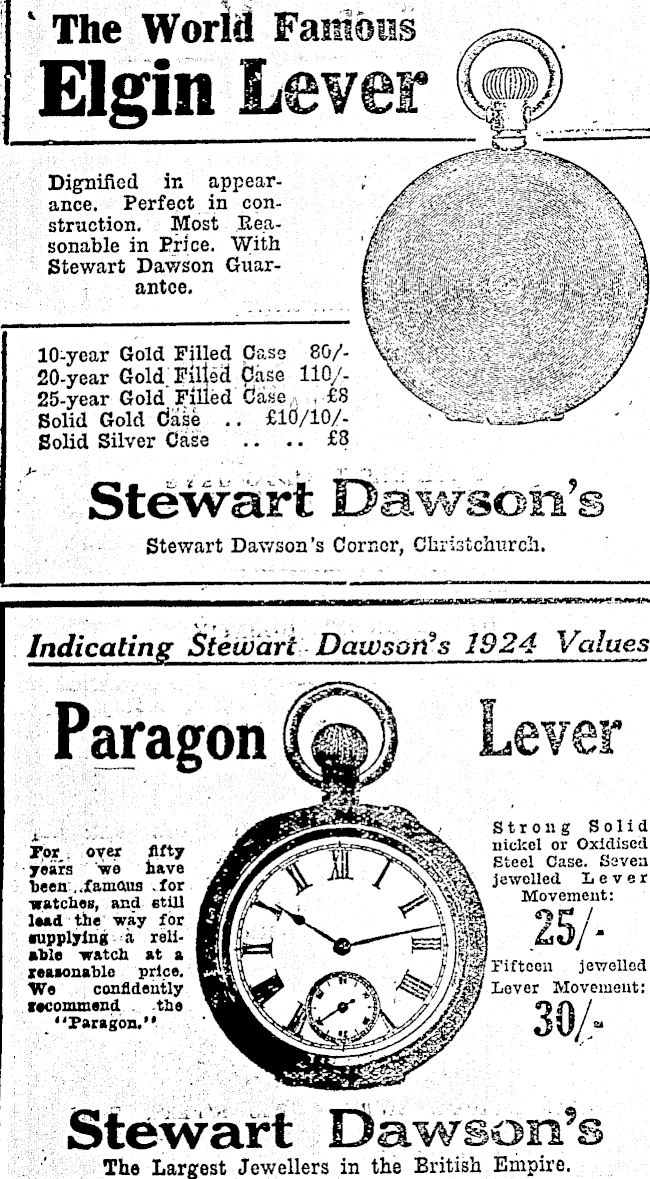 The World Famous
Elgin Lever
Dignified in appear-
ance. Perfect in con-
struction. Most Rea-
sonable in Price. With
Stewart Dawson Guar-
antee.
10-year Gold Filled Case 80/-
20-year Gold Filled Case 110/-
25-year Gold Filled Case £8
Solid Gold Case .. £10/10/-
Solid Silver Case .. .. £8
Stewart Dawson's
Stewart Dawson's Corner, Christchurch.
Indicating Stewart Dawson's 1924 Values
Paragon Lever
For over fifty
years we have
been famous for
watches, and still
lead the way for
supplying a reli-
able watch at a
reasonable price.
We confidently
recommend the
"Paragon."
Strong Solid
nickel or Oxidised
Steel Case. Seven
jewelled Lever
Movement:
25/-
Fifteen jewelled
Lever Movement:
30/-
Stewart Dawson's
The Largest Jewellers in the British Empire.